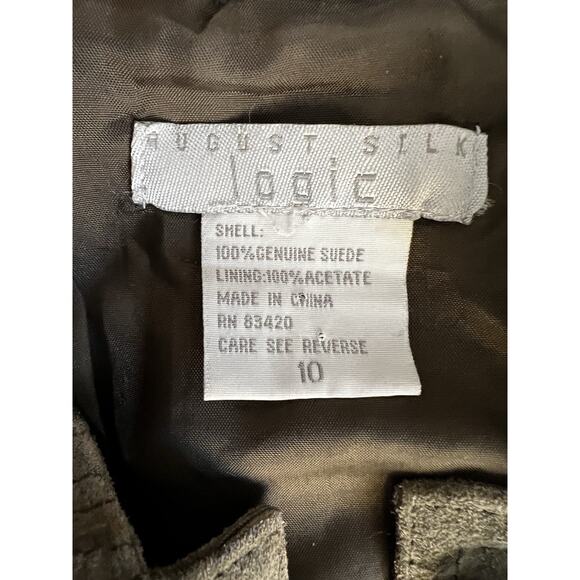 AUGUST SILK
logic
SHELL:
100%GENUINE SUEDE
LINING:100%ACETATE
MADE IN CHINA
RN 83420
CARE SEE REVERSE
10